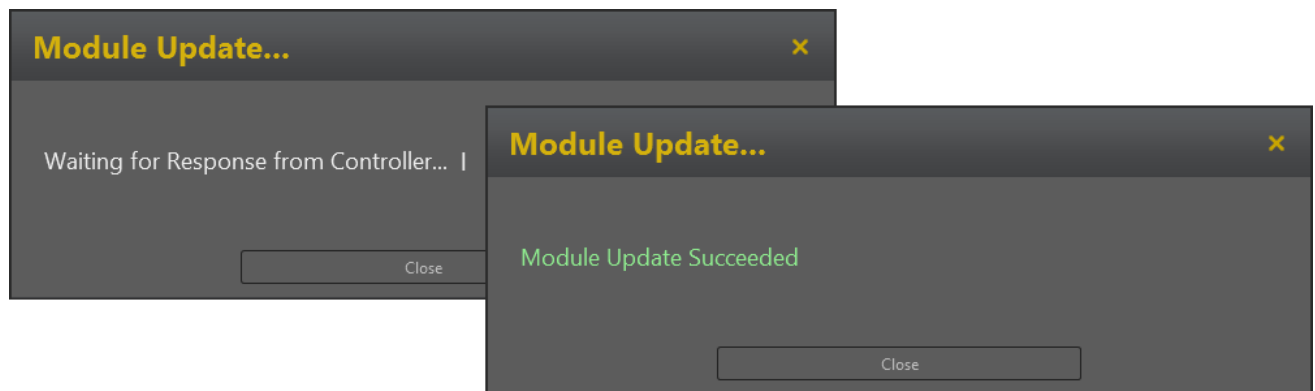 Module Update...
×
Waiting for Response from Controller... |
Close
Module Update...
×
Module Update Succeeded
Close